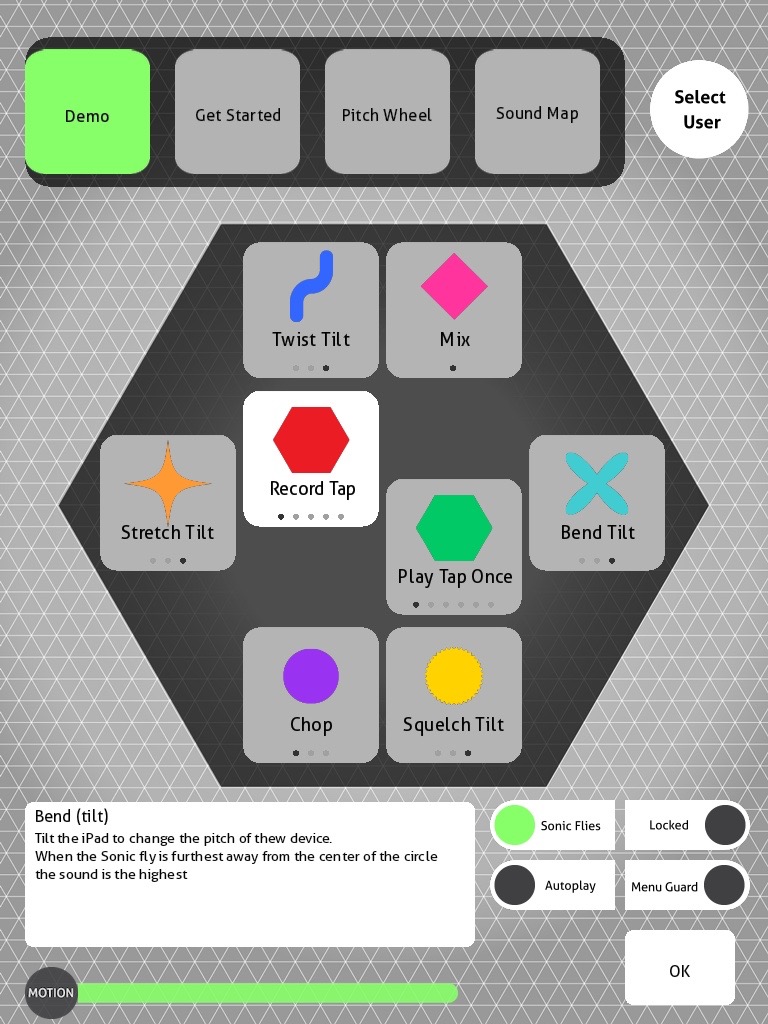 Demo
Get Started
Pitch Wheel
Sound Map
Select
User
Twist Tilt
Mix
Record Tap
Stretch Tilt
Bend Tilt
Play Tap Once
Chop
Squelch Tilt
Bend (tilt)
Tilt the iPad to change the pitch of thew device.
When the Sonic fly is furthest away from the center of the circle
the sound is the highest
Sonic Flies
Locked
Autoplay
Menu Guard
OK
MOTION